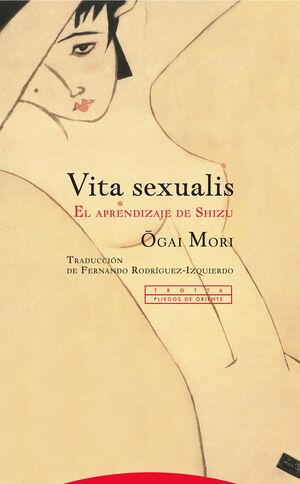 Vita sexualis
El aprendizaje de Shizu
Ōgai Mori
Traducción
de Fernando Rodríguez-Izquierdo
TROTTA
PLIEGOS DE ORIENTE